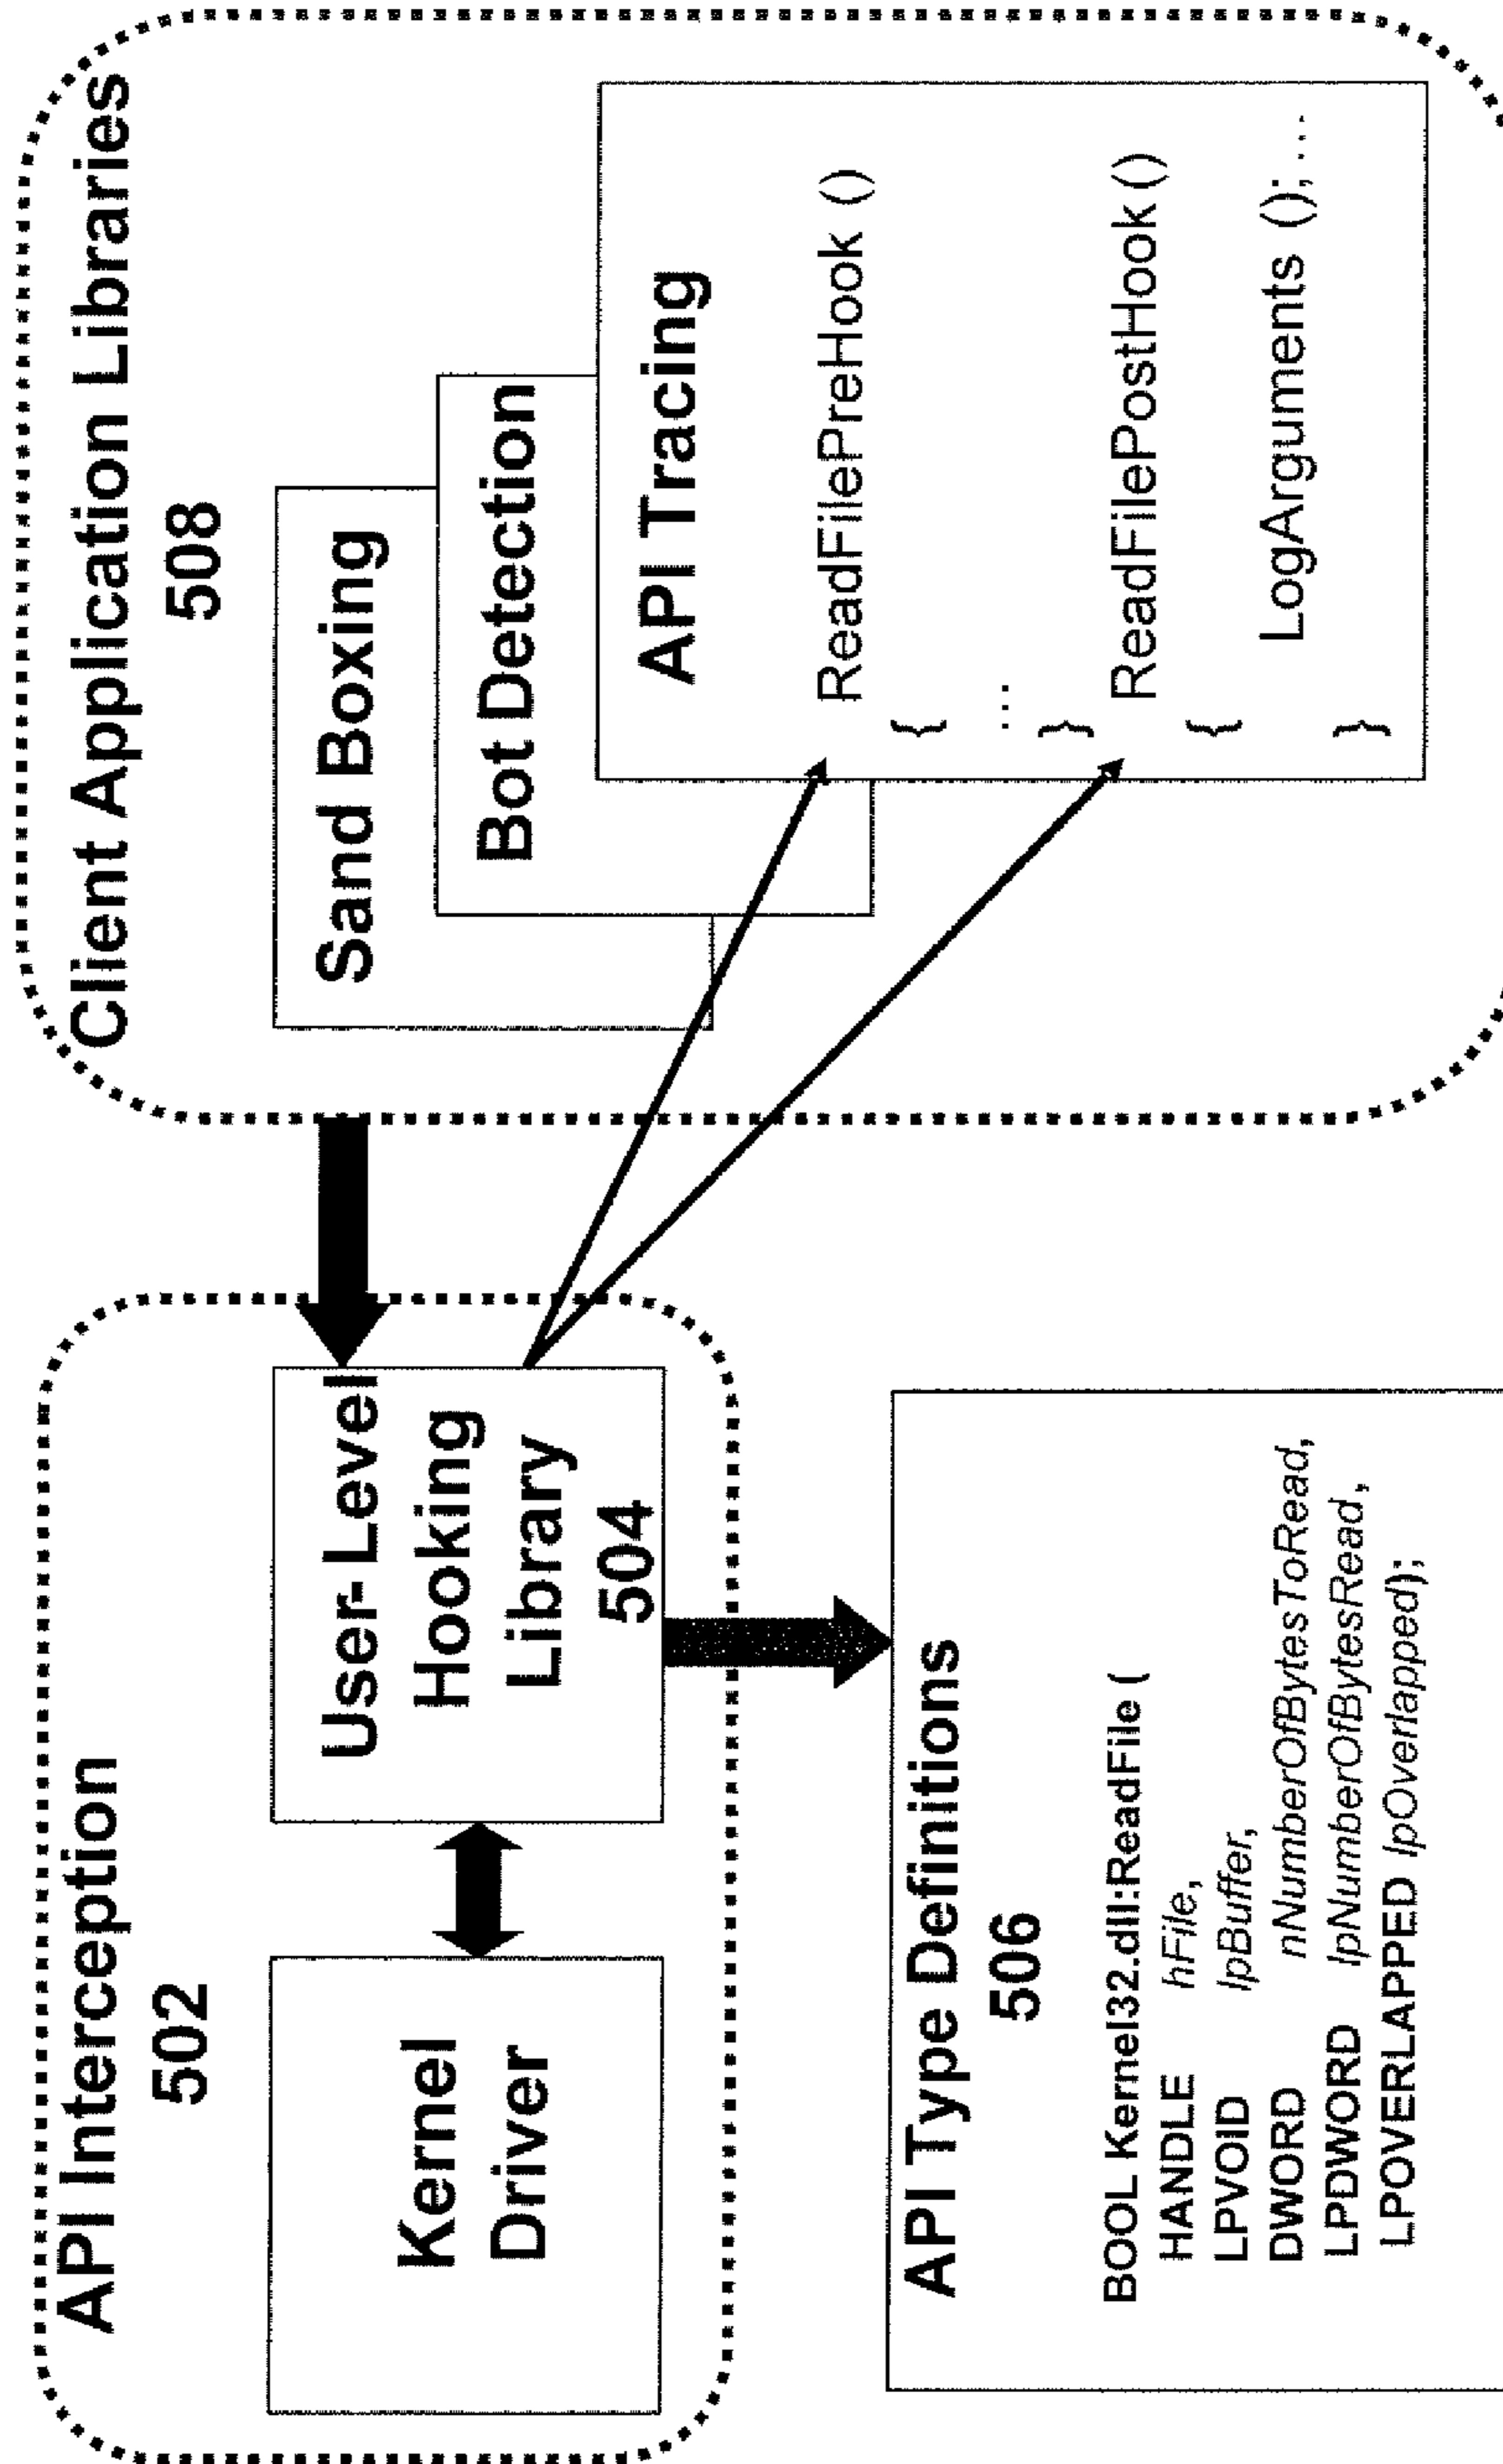 API Interception
502
Kernel
Driver
User-Level
Hooking
Library
504
API Type Definitions
506
BOOL Kernel32.dll:ReadFile (
HANDLE hFile,
LPVOID lpBuffer,
DWORD nNumberOfBytesToRead,
LPDWORD lpNumberOfBytesRead,
LPOVERLAPPED lpOverlapped);
Client Application Libraries
508
Sand Boxing
Bot Detection
API Tracing
ReadFilePreHook ()
{
...
}
ReadFilePostHook ()
{
LogArguments (); ...
}